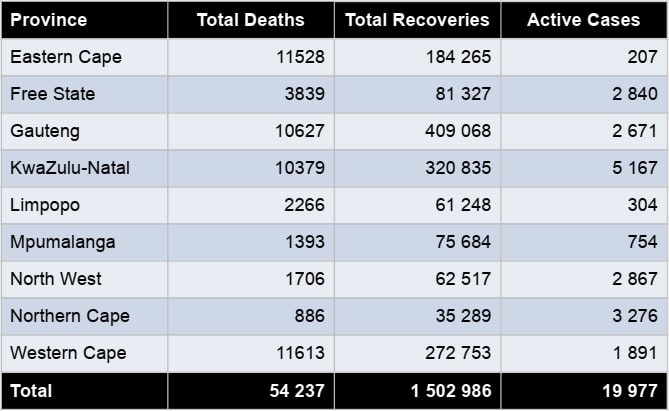 Province Total Deaths Total Recoveries Active Cases
Eastern Cape 11528 184 265 207
Free State 3839 81 327 2 840
Gauteng 10627 409 068 2 671
KwaZulu-Natal 10379 320 835 5 167
Limpopo 2266 61 248 304
Mpumalanga 1393 75 684 754
North West 1706 62 517 2 867
Northern Cape 886 35 289 3 276
Western Cape 11613 272 753 1 891
Total 54 237 1 502 986 19 977